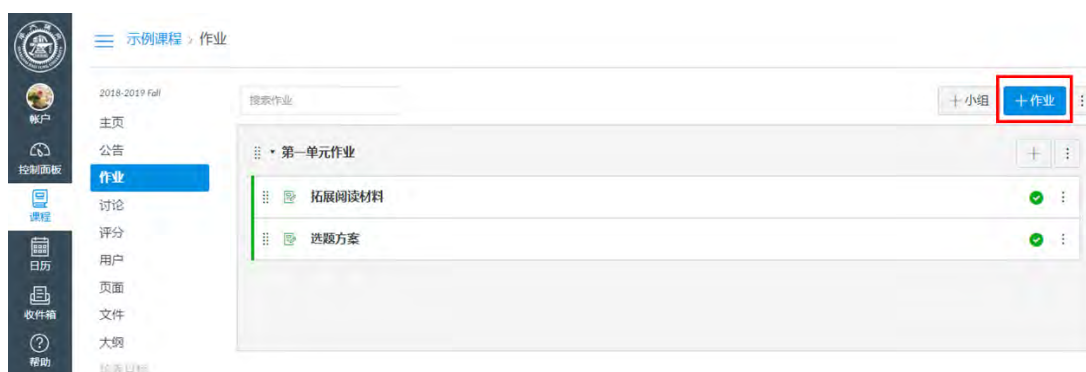 示例课程 › 作业
2018-2019 Fall
搜索作业
＋小组
＋作业
帐户
主页
公告
第一单元作业
控制面板
作业
拓展阅读材料
讨论
课程
评分
选题方案
用户
日历
页面
收件箱
文件
大纲
帮助